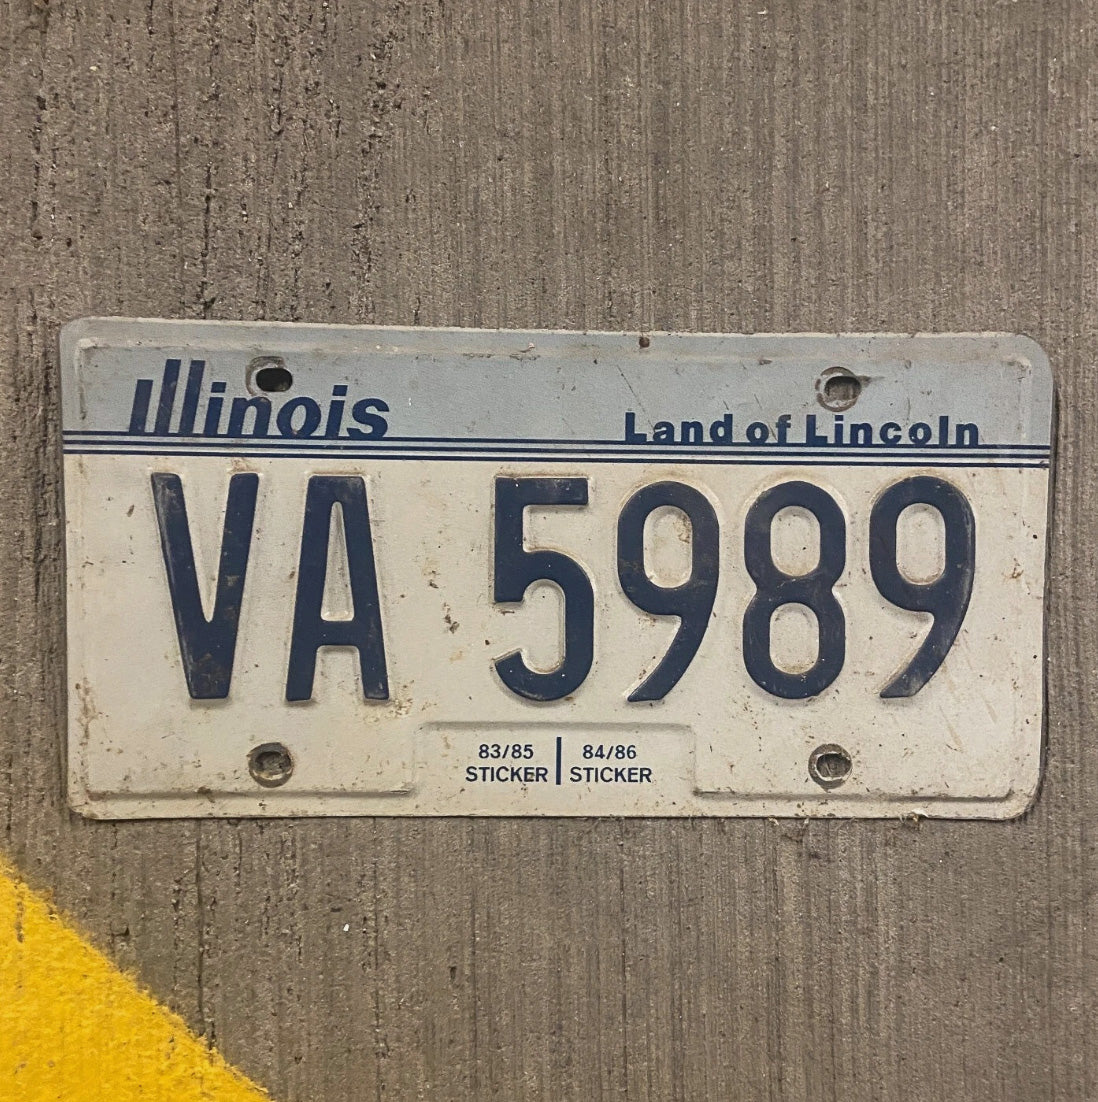 Illinois Land of Lincoln
VA 5989
83/85 84/86
STICKER STICKER